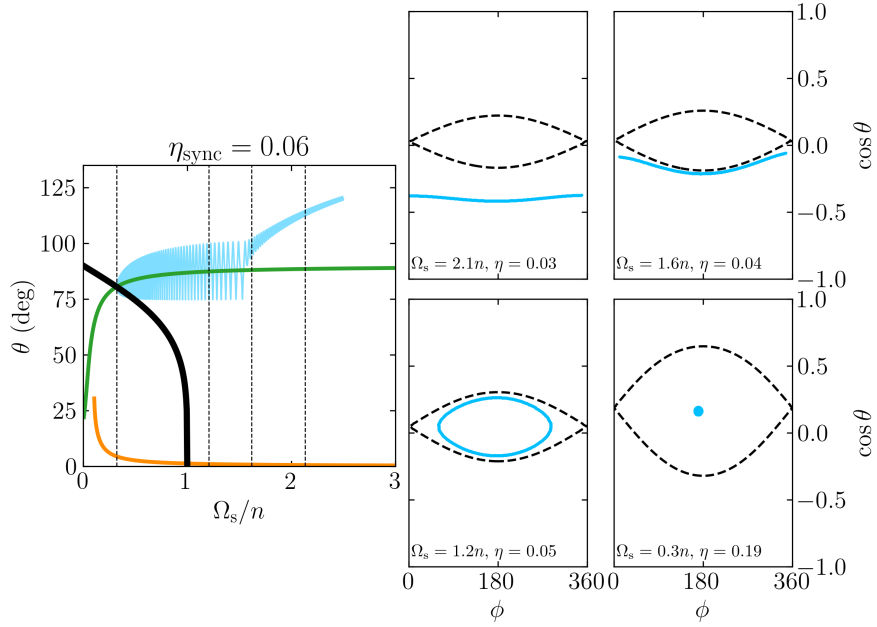 η_sync = 0.06
125
100
75
50
25
0
θ (deg)
0 1 2 3
Ω_s/n
1.0
0.5
0.0
−0.5
−1.0
cos θ
Ω_s = 2.1n, η = 0.03
Ω_s = 1.6n, η = 0.04
1.0
0.5
0.0
−0.5
−1.0
cos θ
Ω_s = 1.2n, η = 0.05
Ω_s = 0.3n, η = 0.19
0 180 360
0 180 360
ϕ
ϕ